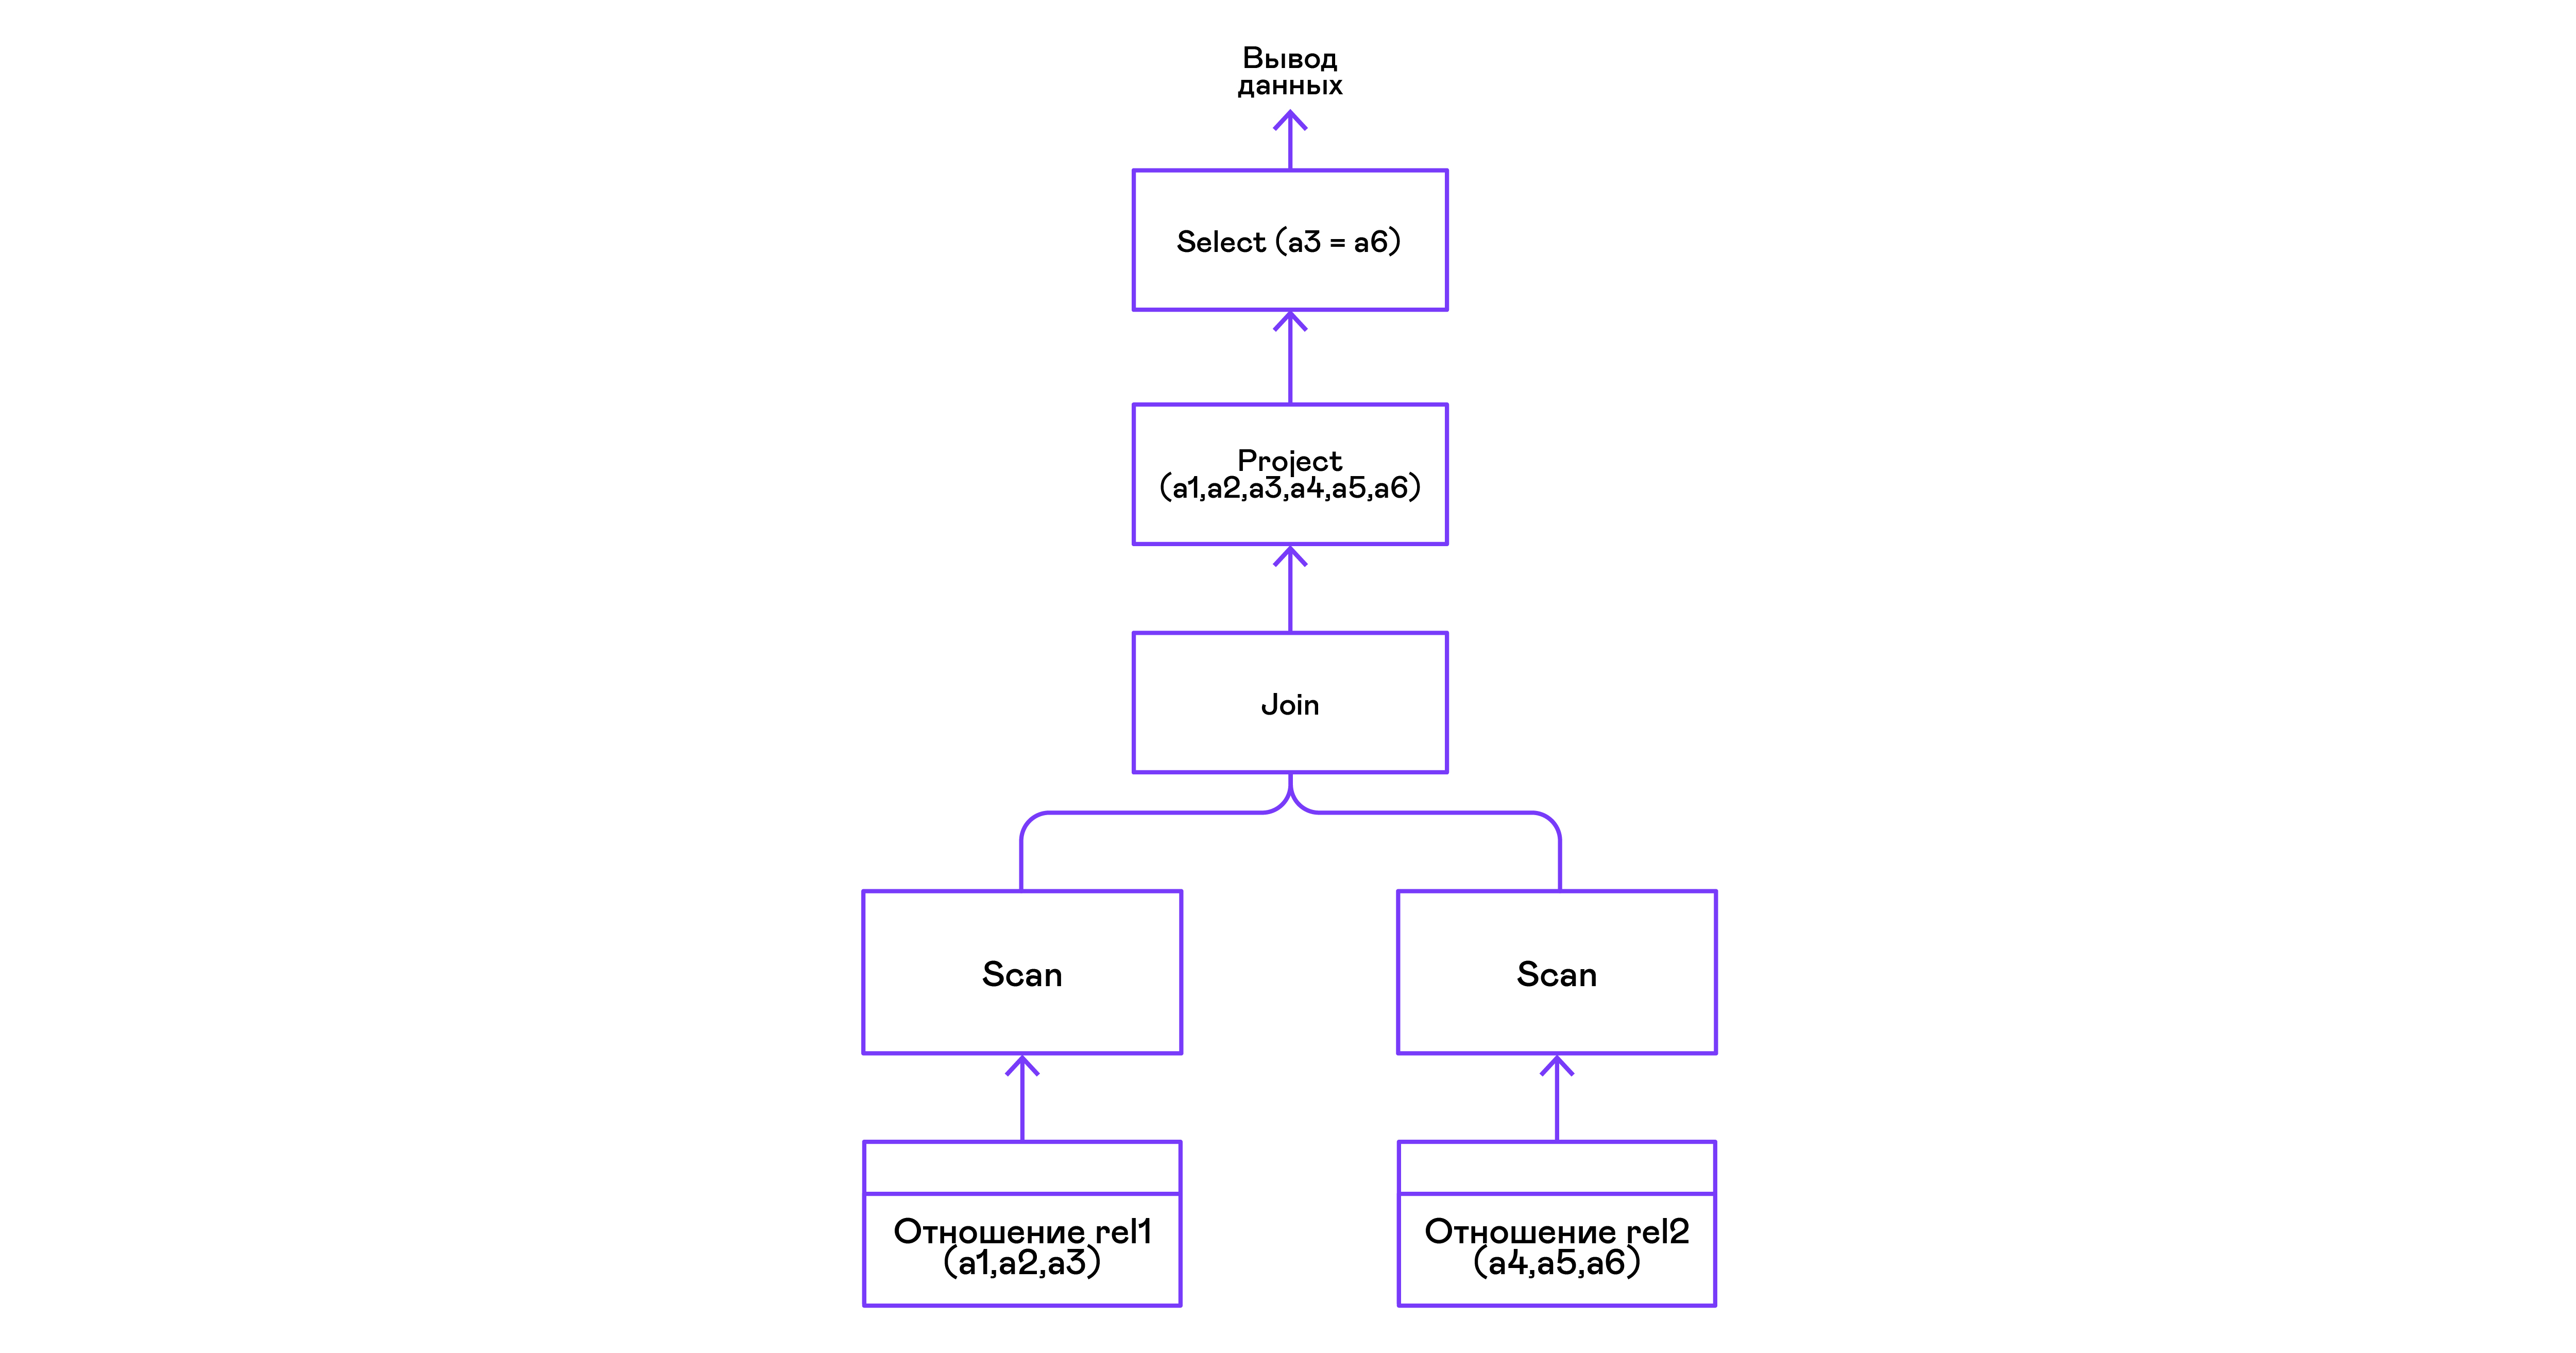 Вывод
данных
Select (a3 = a6)
Project
(a1,a2,a3,a4,a5,a6)
Join
Scan
Scan
Отношение rel1
(a1,a2,a3)
Отношение rel2
(a4,a5,a6)